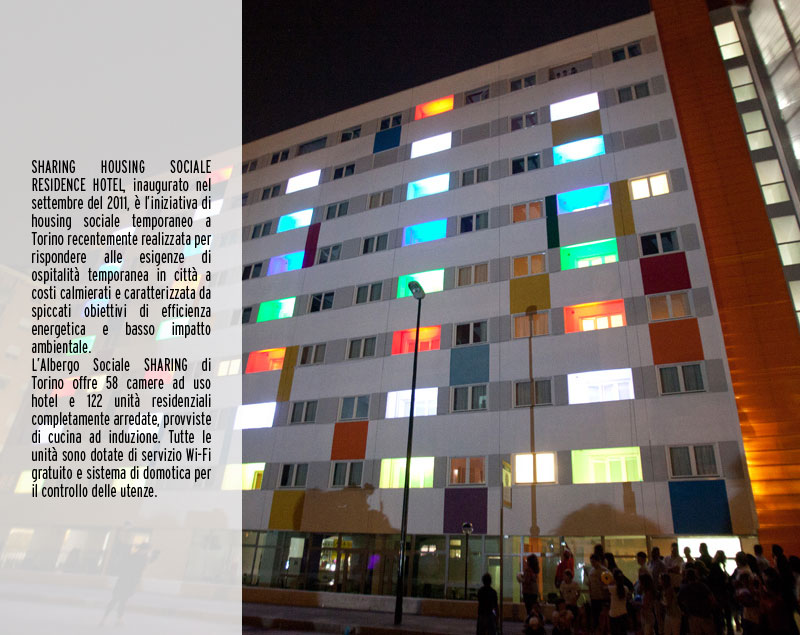 SHARING HOUSING SOCIALE
RESIDENCE HOTEL, inaugurato nel
settembre del 2011, è l'iniziativa di
housing sociale temporaneo a
Torino recentemente realizzata per
rispondere alle esigenze di
ospitalità temporanea in città a
costi calmierati e caratterizzata da
spiccati obiettivi di efficienza
energetica e basso impatto
ambientale.
L'Albergo Sociale SHARING di
Torino offre 58 camere ad uso
hotel e 122 unità residenziali
completamente arredate, provviste
di cucina ad induzione. Tutte le
unità sono dotate di servizio Wi-Fi
gratuito e sistema di domotica per
il controllo delle utenze.